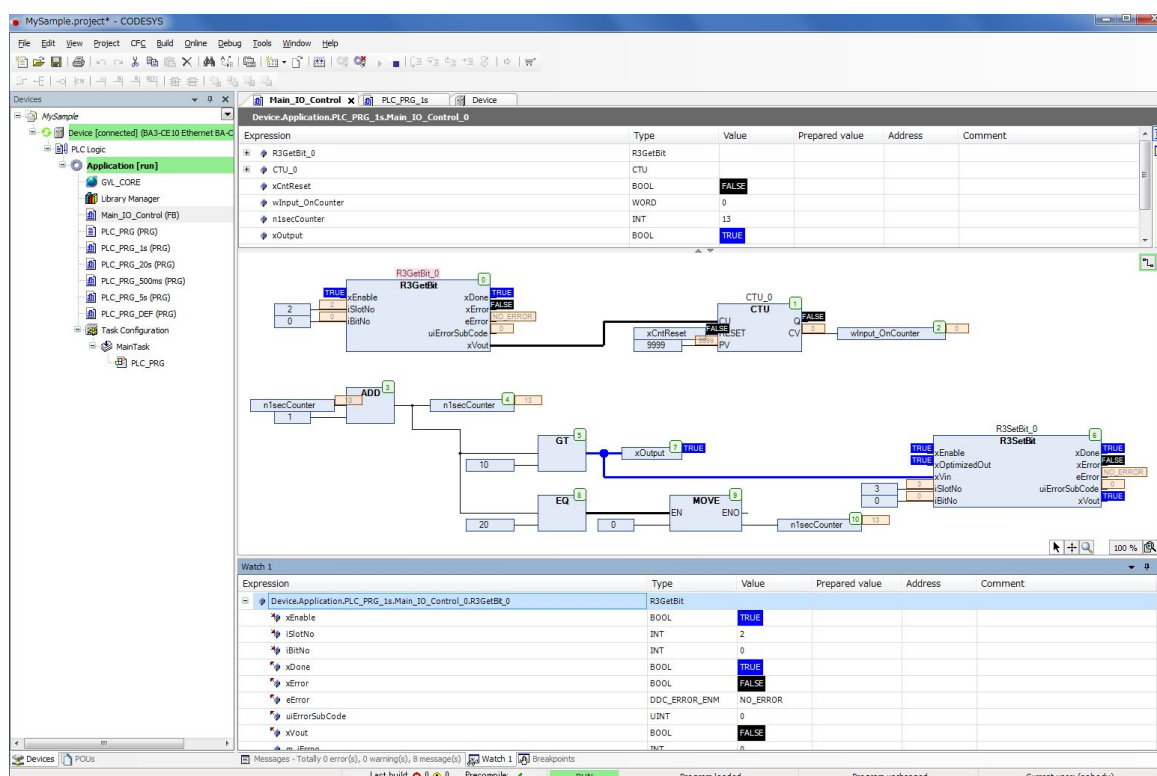 MySample.project* - CODESYS
File Edit View Project CFC Build Online Debug Tools Window Help
Devices
MySample
Device [connected] (BA3-CE10 Ethernet BA-C
PLC Logic
Application [run]
GVL_CORE
Library Manager
Main_IO_Control (FB)
PLC_PRG (PRG)
PLC_PRG_1s (PRG)
PLC_PRG_20s (PRG)
PLC_PRG_500ms (PRG)
PLC_PRG_5s (PRG)
PLC_PRG_DEF (PRG)
Task Configuration
MainTask
PLC_PRG
Devices POUs
Main_IO_Control X PLC_PRG_1s Device
Device.Application.PLC_PRG_1s.Main_IO_Control_0
Expression Type Value Prepared value Address Comment
R3GetBit_0 R3GetBit
CTU_0 CTU
xCntReset BOOL FALSE
wInput_OnCounter WORD 0
n1secCounter INT 13
xOutput BOOL TRUE
R3GetBit_0
R3GetBit 0
TRUE xEnable xDone TRUE
2 2 iSlotNo xError FALSE
0 0 iBitNo eError NO_ERROR
uiErrorSubCode 0
xVout
CTU_0
CTU 1
CU Q FALSE
xCntReset FALSE RESET CV 0 wInput_OnCounter 2 0
9999 9999 PV
ADD 3
n1secCounter 13 n1secCounter 4 13
1
GT 5
10
xOutput 7 TRUE
R3SetBit_0
R3SetBit 6
TRUE xEnable xDone TRUE
TRUE xOptimizedOut xError FALSE
xVin eError NO_ERROR
3 3 iSlotNo uiErrorSubCode 0
0 0 iBitNo xVout TRUE
EQ 8
20
MOVE 9
EN ENO
0
n1secCounter 10 13
100 %
Watch 1
Expression Type Value Prepared value Address Comment
Device.Application.PLC_PRG_1s.Main_IO_Control_0.R3GetBit_0 R3GetBit
xEnable BOOL TRUE
iSlotNo INT 2
iBitNo INT 0
xDone BOOL TRUE
xError BOOL FALSE
eError DDC_ERROR_ENM NO_ERROR
uiErrorSubCode UINT 0
xVout BOOL FALSE
m_iErrno INT 0
Messages - Totally 0 error(s), 0 warning(s), 8 message(s) Watch 1 Breakpoints
Last build: 0 0 Precompile: RUN Program loaded Program unchanged Current user: (nobody)